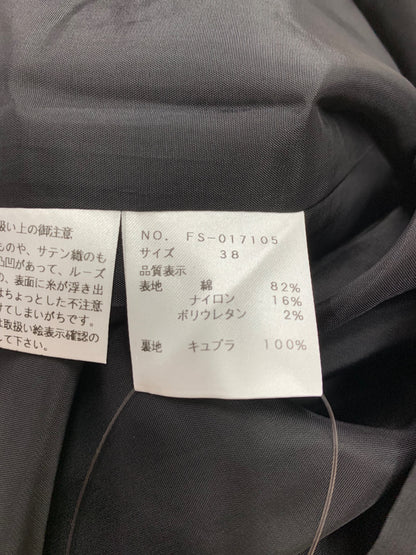 扱い上の御注意
ものや、サテン織のも
凸凹があって、ルーズ
の、表面に糸が浮き出
はちょっとした不注意
けてしまいがちです。
は取扱い絵表示確認の
して下さい。
NO. FS-017105
サイズ 38
品質表示
表地 綿 82%
ナイロン 16%
ポリウレタン 2%
裏地 キュプラ 100%